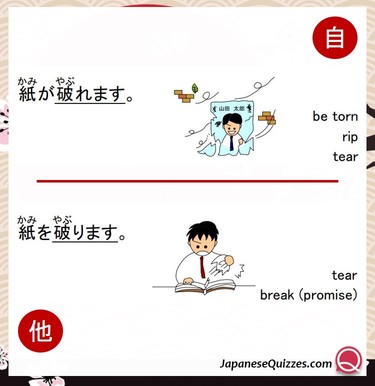 自
かみ やぶ
紙が破れます。
山田 太郎
be torn
rip
tear
かみ やぶ
紙を破ります。
tear
break (promise)
他
JapaneseQuizzes.com